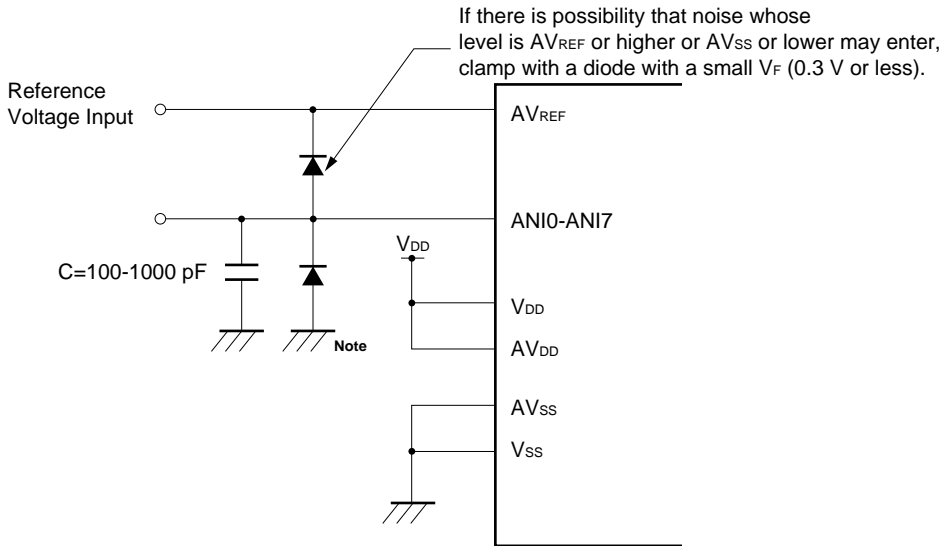 If there is possibility that noise whose
level is AVREF or higher or AVSS or lower may enter,
clamp with a diode with a small VF (0.3 V or less).
Reference
Voltage Input
AVREF
ANI0-ANI7
VDD
C=100-1000 pF
VDD
Note
AVDD
AVSS
VSS